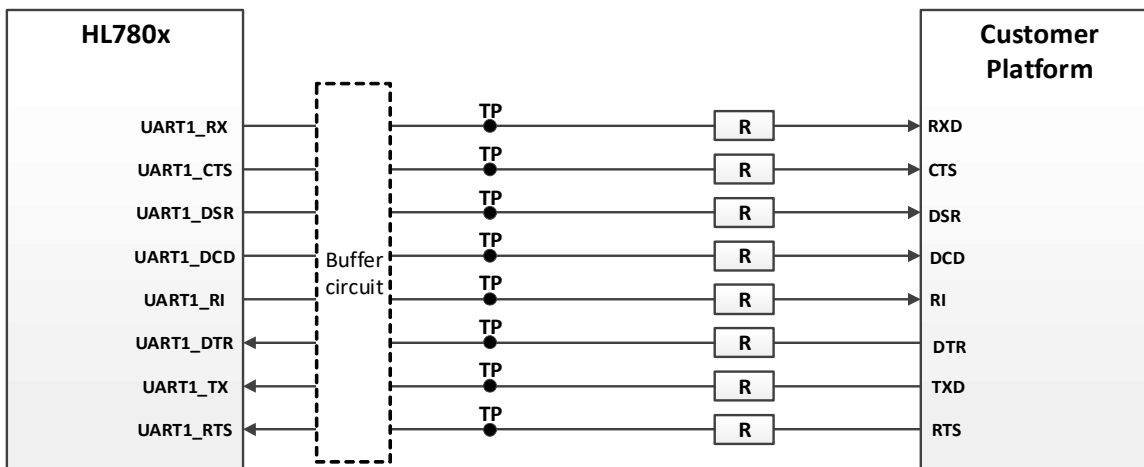 HL780x
Customer
Platform
UART1_RX TP R RXD
UART1_CTS TP R CTS
UART1_DSR TP R DSR
UART1_DCD TP R DCD
Buffer
circuit
UART1_RI TP R RI
UART1_DTR TP R DTR
UART1_TX TP R TXD
UART1_RTS TP R RTS